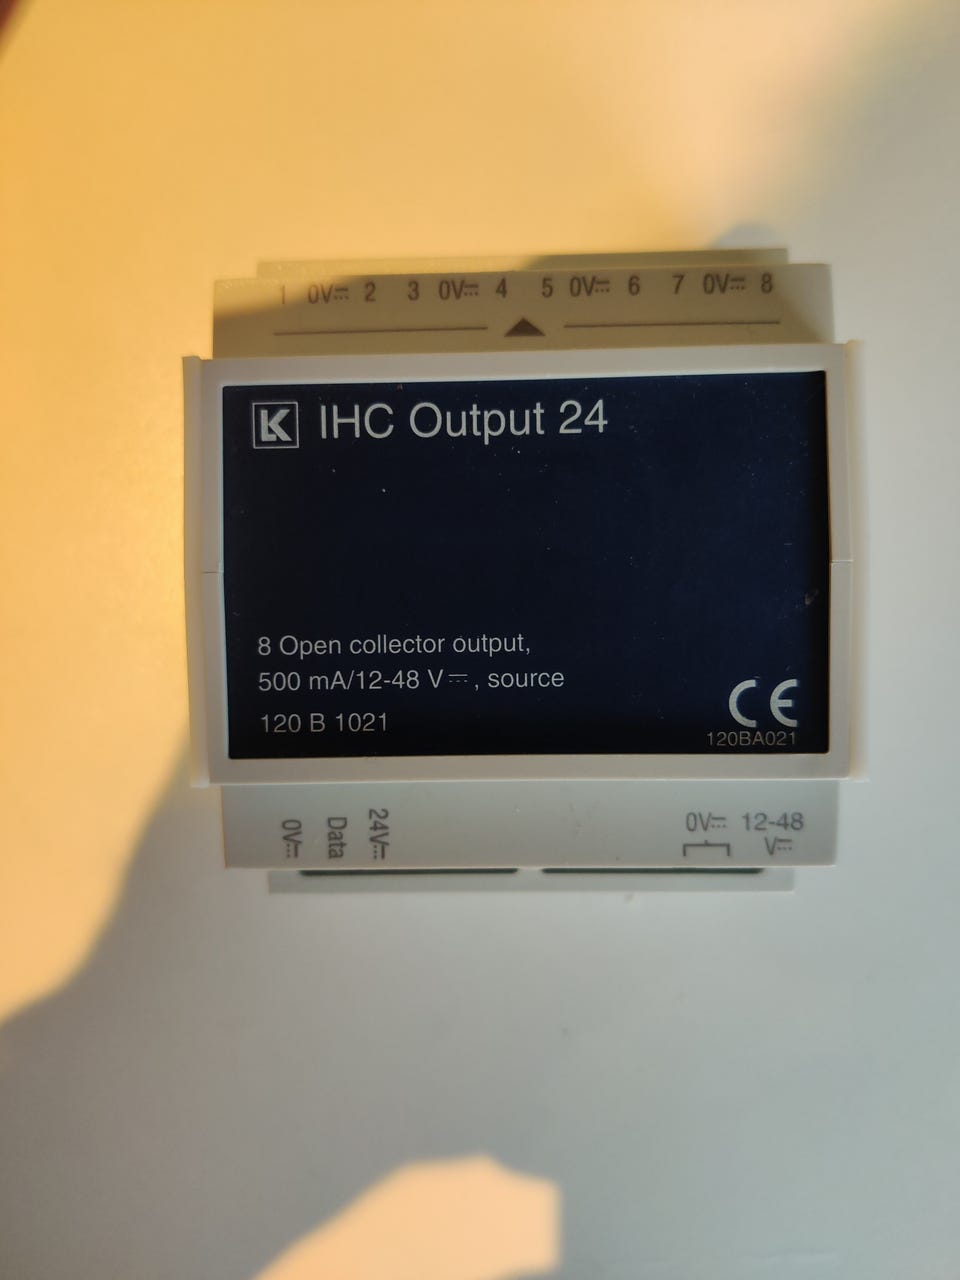 1 0V⎓ 2 3 0V⎓ 4 5 0V⎓ 6 7 0V⎓ 8
LK IHC Output 24
8 Open collector output,
500 mA/12-48 V⎓, source
120 B 1021
CE
120BA021
0V⎓
Data
24V⎓
0V⎓ 12-48
V⎓